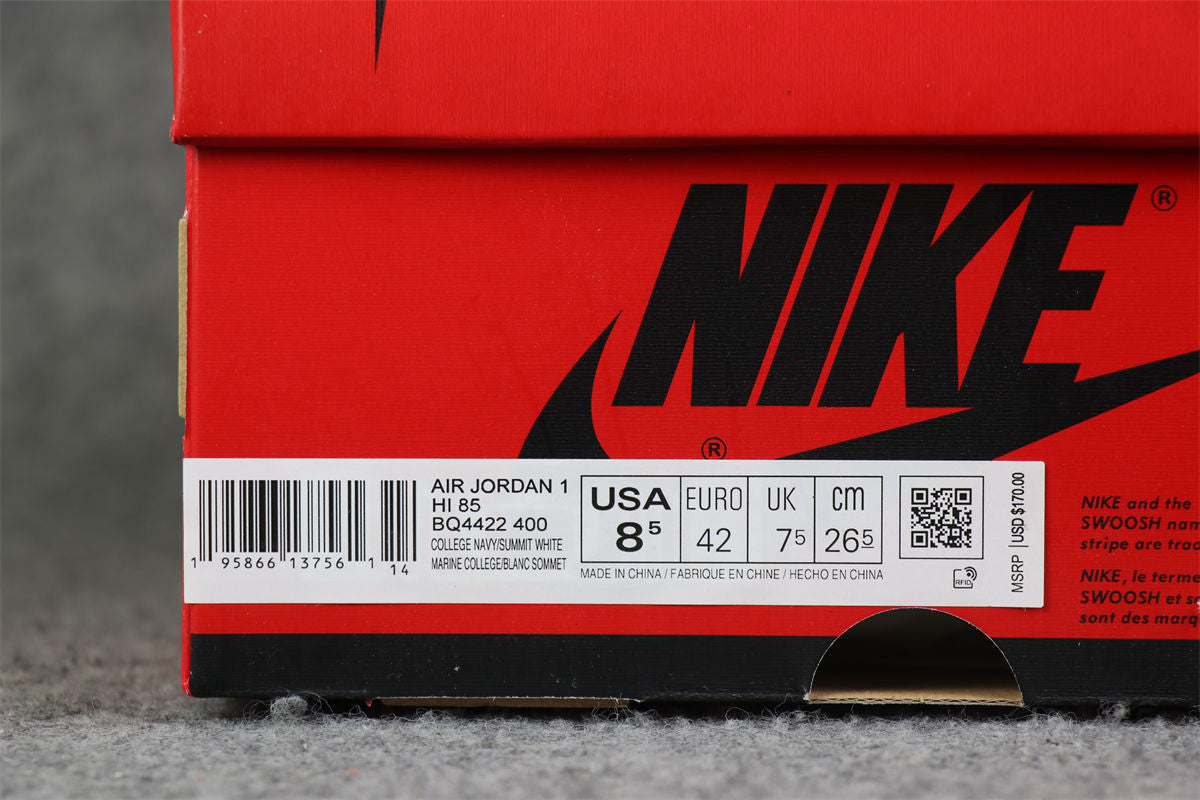 NIKE ®
®
AIR JORDAN 1
HI 85
BQ4422 400
COLLEGE NAVY/SUMMIT WHITE
MARINE COLLEGE/BLANC SOMMET
1 95866 13756 1 14
USA EURO UK cm
8⁵ 42 7⁵ 26⁵
MADE IN CHINA / FABRIQUE EN CHINE / HECHO EN CHINA
RFID
MSRP | USD $170.00
NIKE and the
SWOOSH nam
stripe are trac
NIKE, le terme
SWOOSH et s
sont des marq